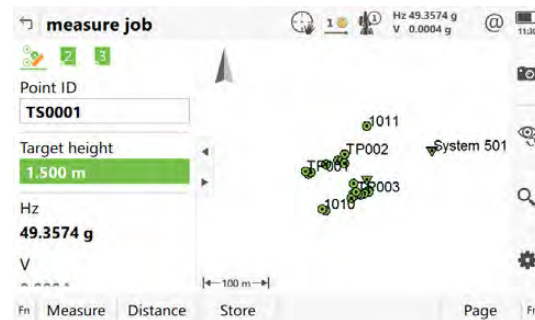 measure job
1
1
Hz 49.3574 g
V 0.0004 g
@
11:30
2
3
Point ID
TS0001
Target height
1.500 m
Hz
49.3574 g
V
1011
TP002
System 501
TP001
TP003
1010
100 m
Fn Measure Distance Store Page Fn